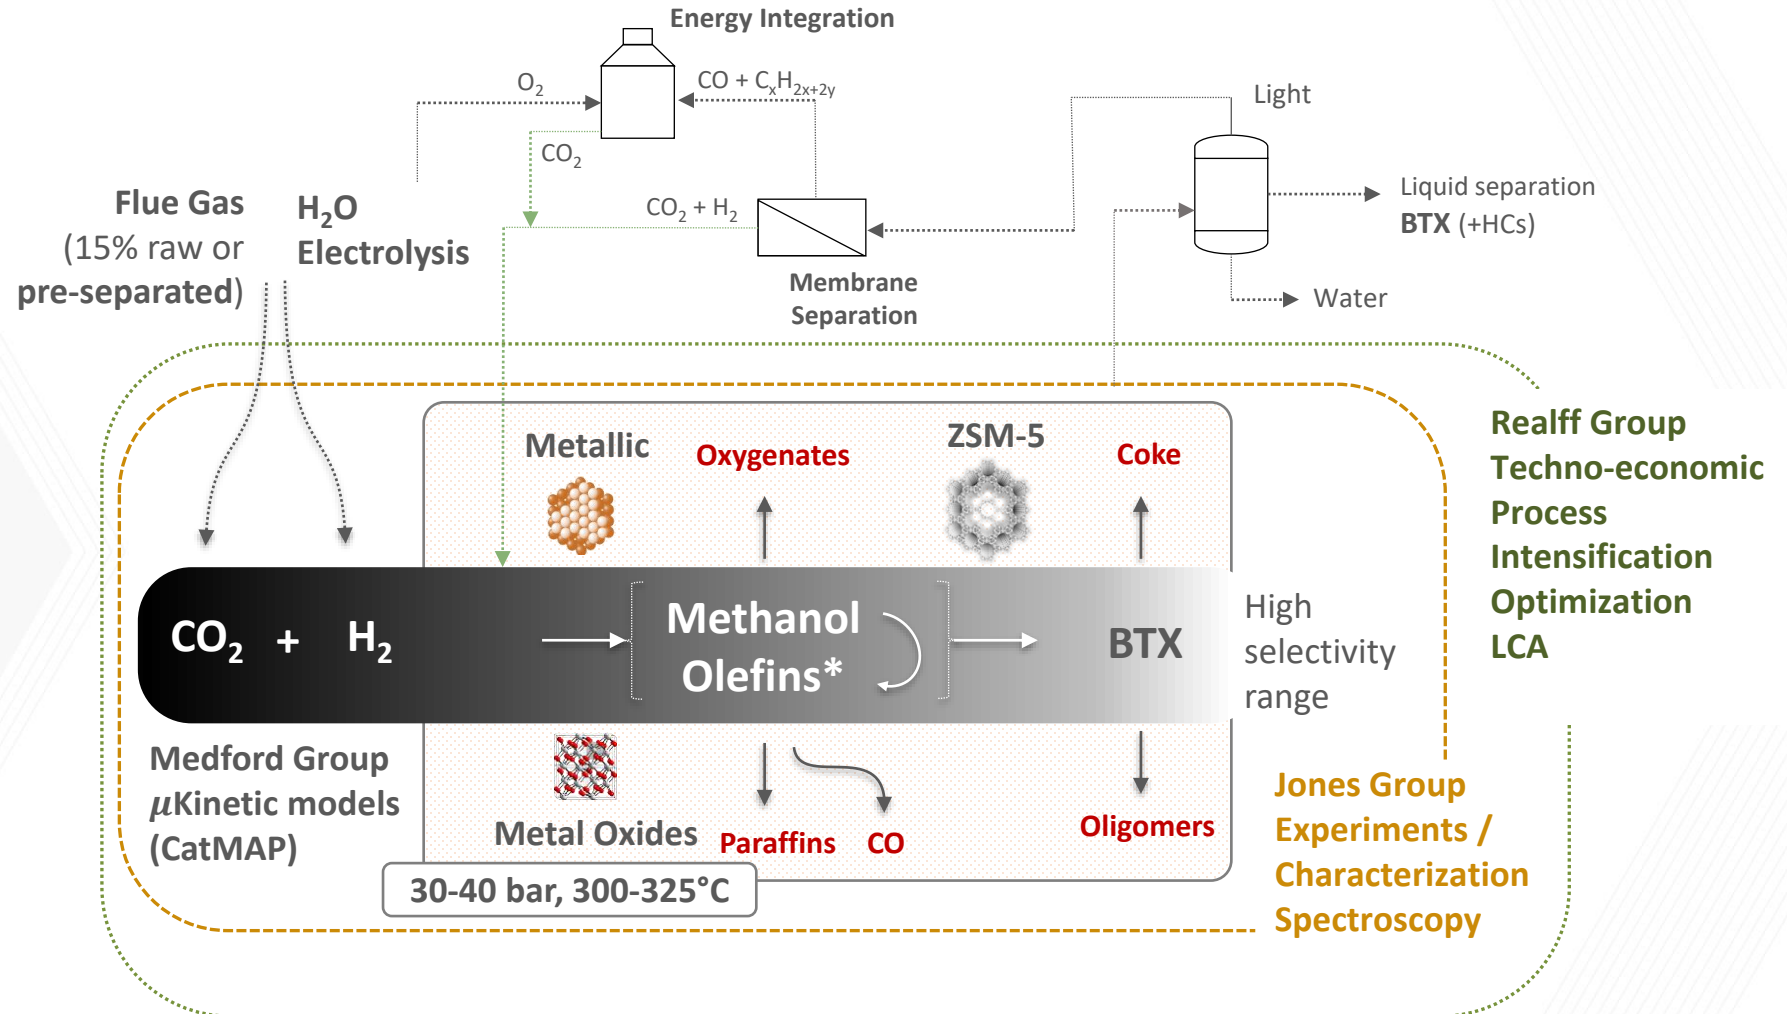 Energy Integration
O₂
CO + CₓH₂ₓ₊₂y
Light
CO₂
Flue Gas
(15% raw or
pre-separated)
H₂O
Electrolysis
CO₂ + H₂
Liquid separation
BTX (+HCs)
Membrane
Separation
Water
Metallic
Oxygenates
ZSM-5
Coke
Realff Group
Techno-economic
Process
Intensification
Optimization
LCA
CO₂ + H₂
Methanol
Olefins*
BTX
High
selectivity
range
Medford Group
μKinetic models
(CatMAP)
Metal Oxides
Paraffins
CO
Oligomers
30-40 bar, 300-325°C
Jones Group
Experiments /
Characterization
Spectroscopy